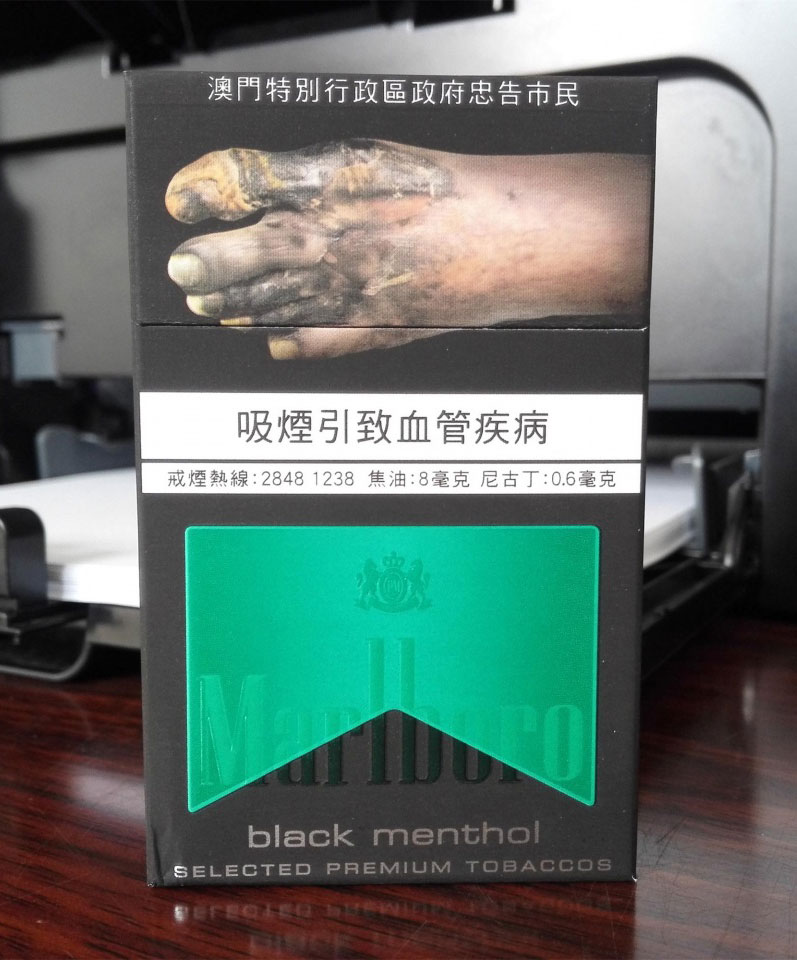 澳門特別行政區政府忠告市民
吸煙引致血管疾病
戒煙熱線:2848 1238 焦油:8毫克 尼古丁:0.6毫克
Marlboro
black menthol
SELECTED PREMIUM TOBACCOS